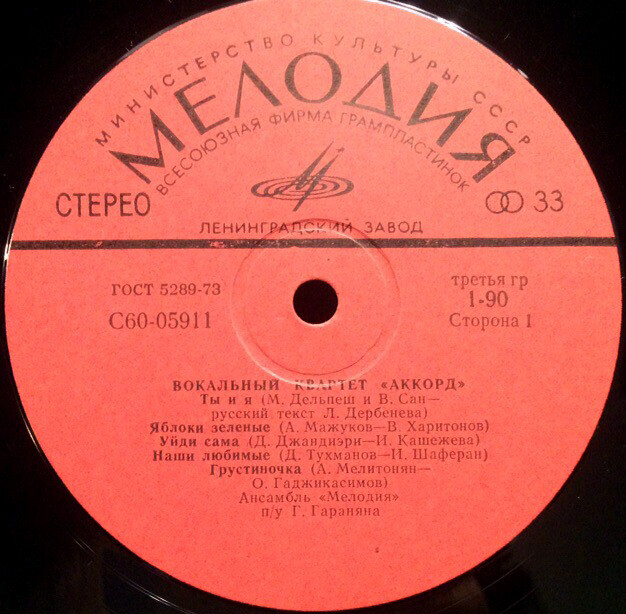 МИНИСТЕРСТВО КУЛЬТУРЫ СССР
МЕЛОДИЯ
ВСЕСОЮЗНАЯ ФИРМА ГРАМПЛАСТИНОК
СТЕРЕО
33
ЛЕНИНГРАДСКИЙ ЗАВОД
ГОСТ 5289-73
третья гр
1-90
С60-05911
Сторона 1
ВОКАЛЬНЫЙ КВАРТЕТ «АККОРД»
Ты и я (М. Дельпеш и В. Сан—
русский текст Л. Дербенева)
Яблоки зеленые (А. Мажуков—В. Харитонов)
Уйди сама (Д. Джандиэри—И. Кашежева)
Наши любимые (Д. Тухманов—И. Шаферан)
Грустиночка (А. Мелитонян—
О. Гаджикасимов)
Ансамбль «Мелодия»
п/у Г. Гараняна